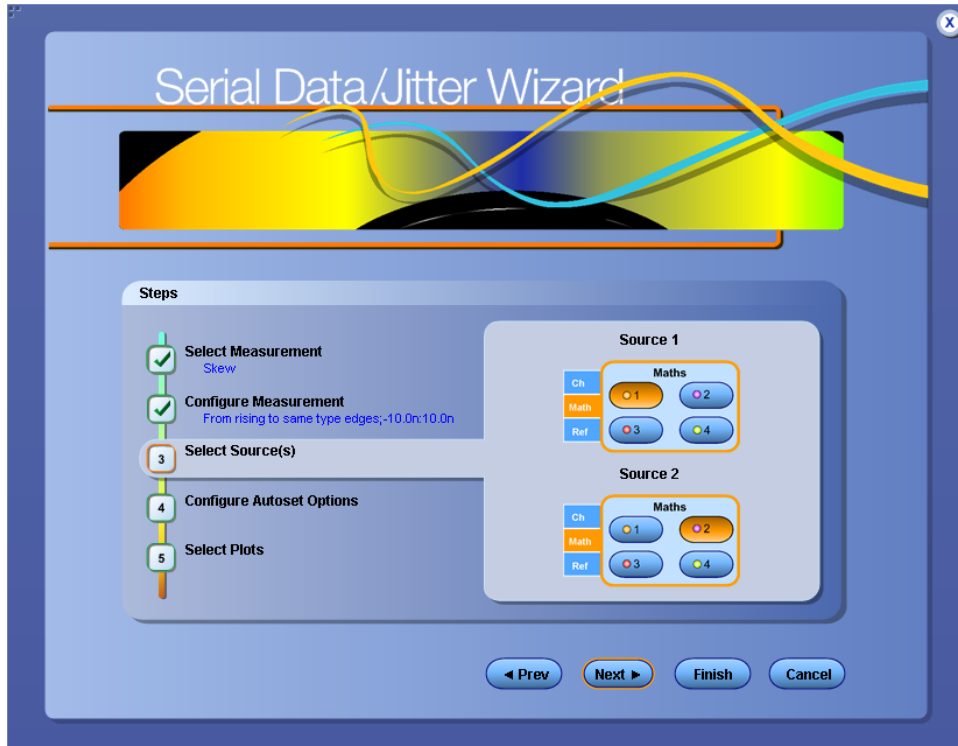 X
Serial Data/Jitter Wizard
Steps
Select Measurement
Skew
Configure Measurement
From rising to same type edges;-10.0n:10.0n
3
Select Source(s)
4
Configure Autoset Options
5
Select Plots
Source 1
Maths
Ch
Math
Ref
1
2
3
4
Source 2
Maths
Ch
Math
Ref
1
2
3
4
◄ Prev
Next ►
Finish
Cancel